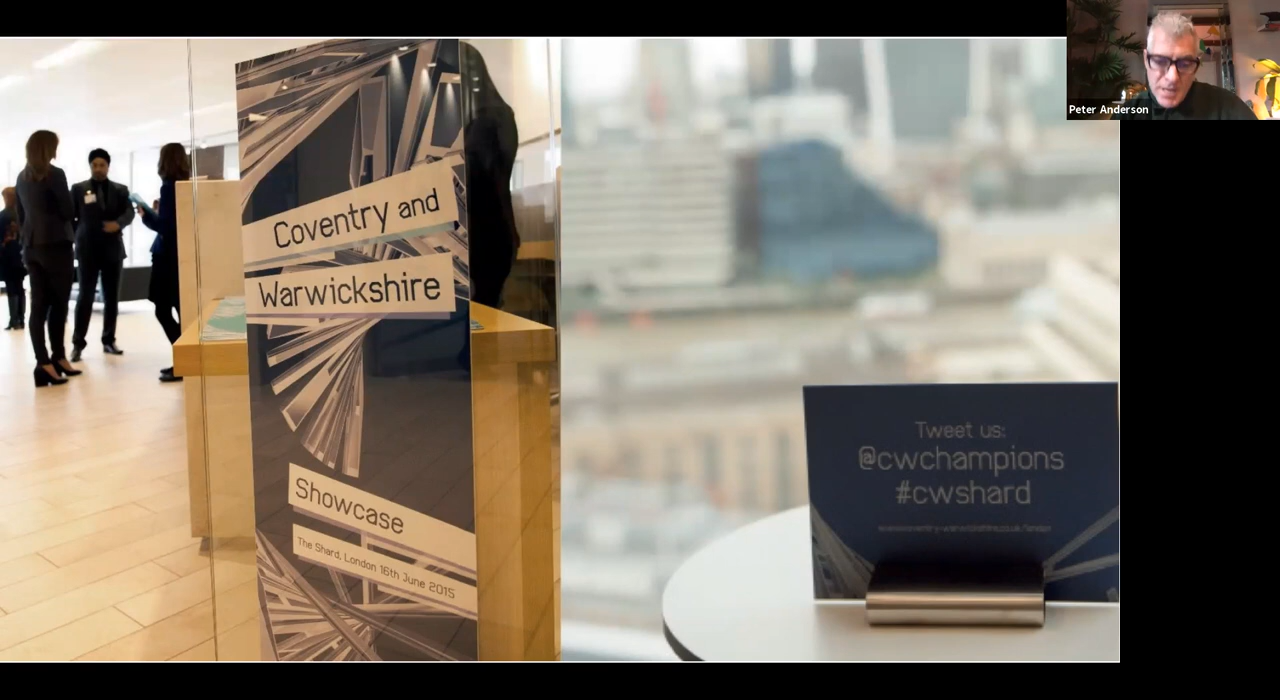 Coventry and
Warwickshire
Showcase
The Shard, London 16th June 2015
Tweet us:
@cwchampions
#cwshard
Peter Anderson